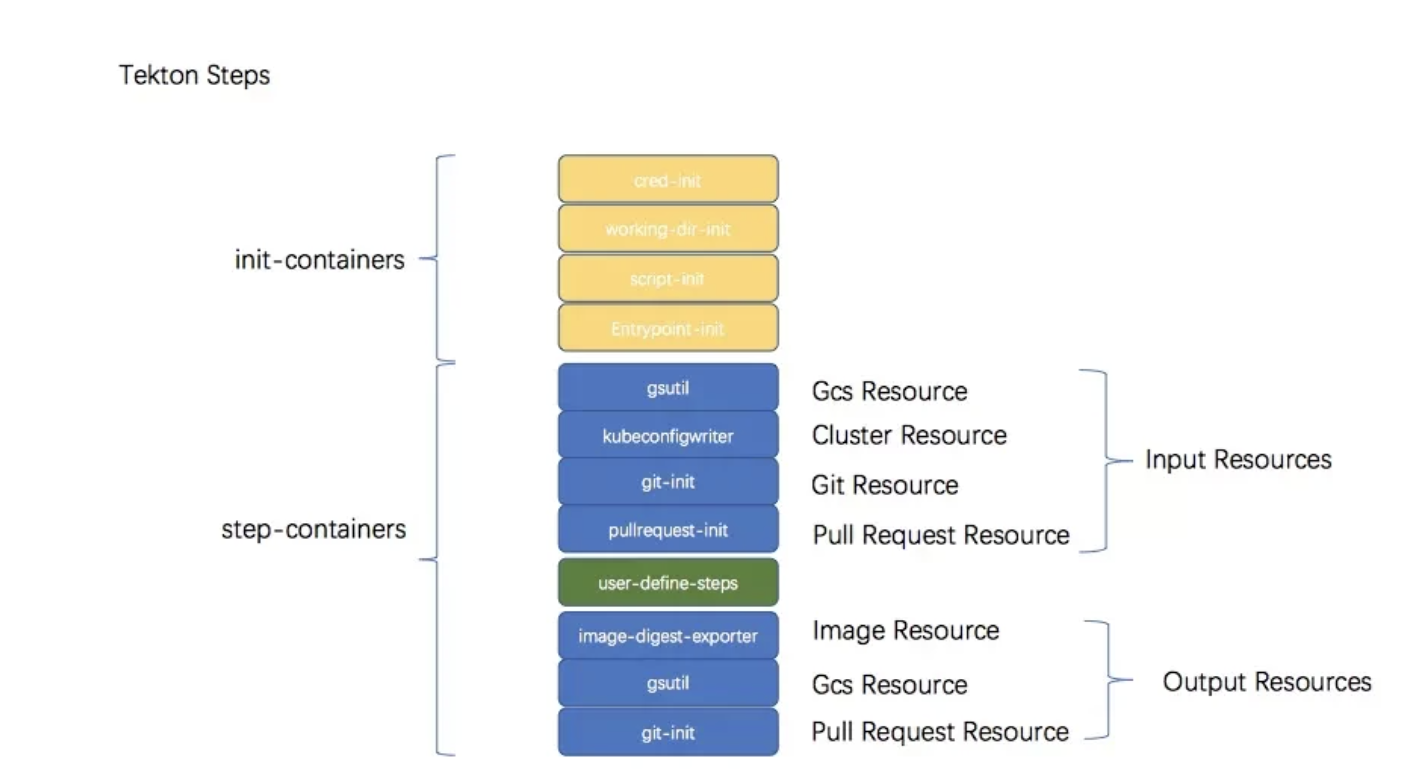 Tekton Steps
init-containers
cred-init
working-dir-init
script-init
Entrypoint-init
step-containers
gsutil Gcs Resource
kubeconfigwriter Cluster Resource
git-init Git Resource
pullrequest-init Pull Request Resource
Input Resources
user-define-steps
image-digest-exporter Image Resource
gsutil Gcs Resource
git-init Pull Request Resource
Output Resources